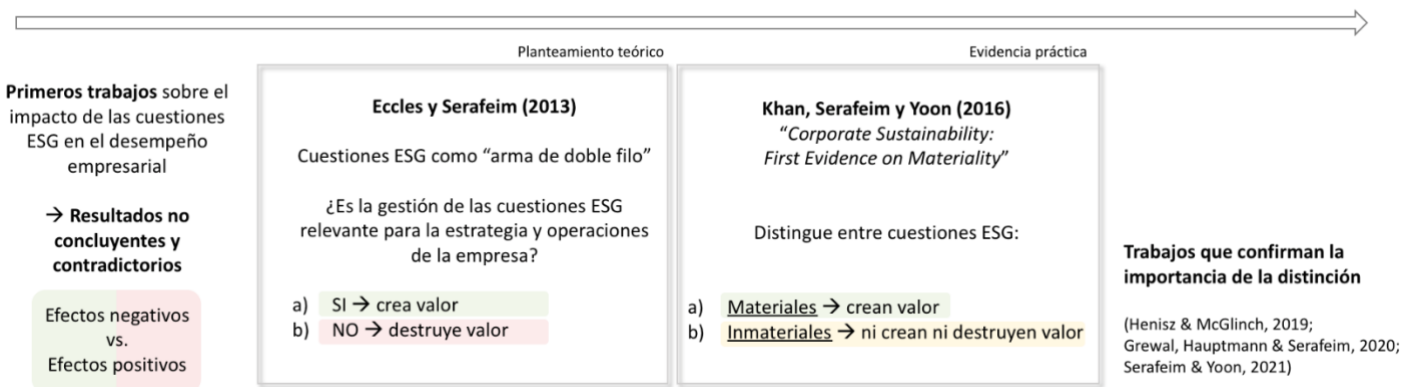 Planteamiento teórico
Evidencia práctica
Primeros trabajos sobre el
impacto de las cuestiones
ESG en el desempeño
empresarial
→ Resultados no
concluyentes y
contradictorios
Efectos negativos
vs.
Efectos positivos
Eccles y Serafeim (2013)
Cuestiones ESG como “arma de doble filo”
¿Es la gestión de las cuestiones ESG
relevante para la estrategia y operaciones
de la empresa?
a) SI → crea valor
b) NO → destruye valor
Khan, Serafeim y Yoon (2016)
“Corporate Sustainability:
First Evidence on Materiality”
Distingue entre cuestiones ESG:
a) Materiales → crean valor
b) Inmateriales → ni crean ni destruyen valor
Trabajos que confirman la
importancia de la distinción
(Henisz & McGlinch, 2019;
Grewal, Hauptmann & Serafeim, 2020;
Serafeim & Yoon, 2021)